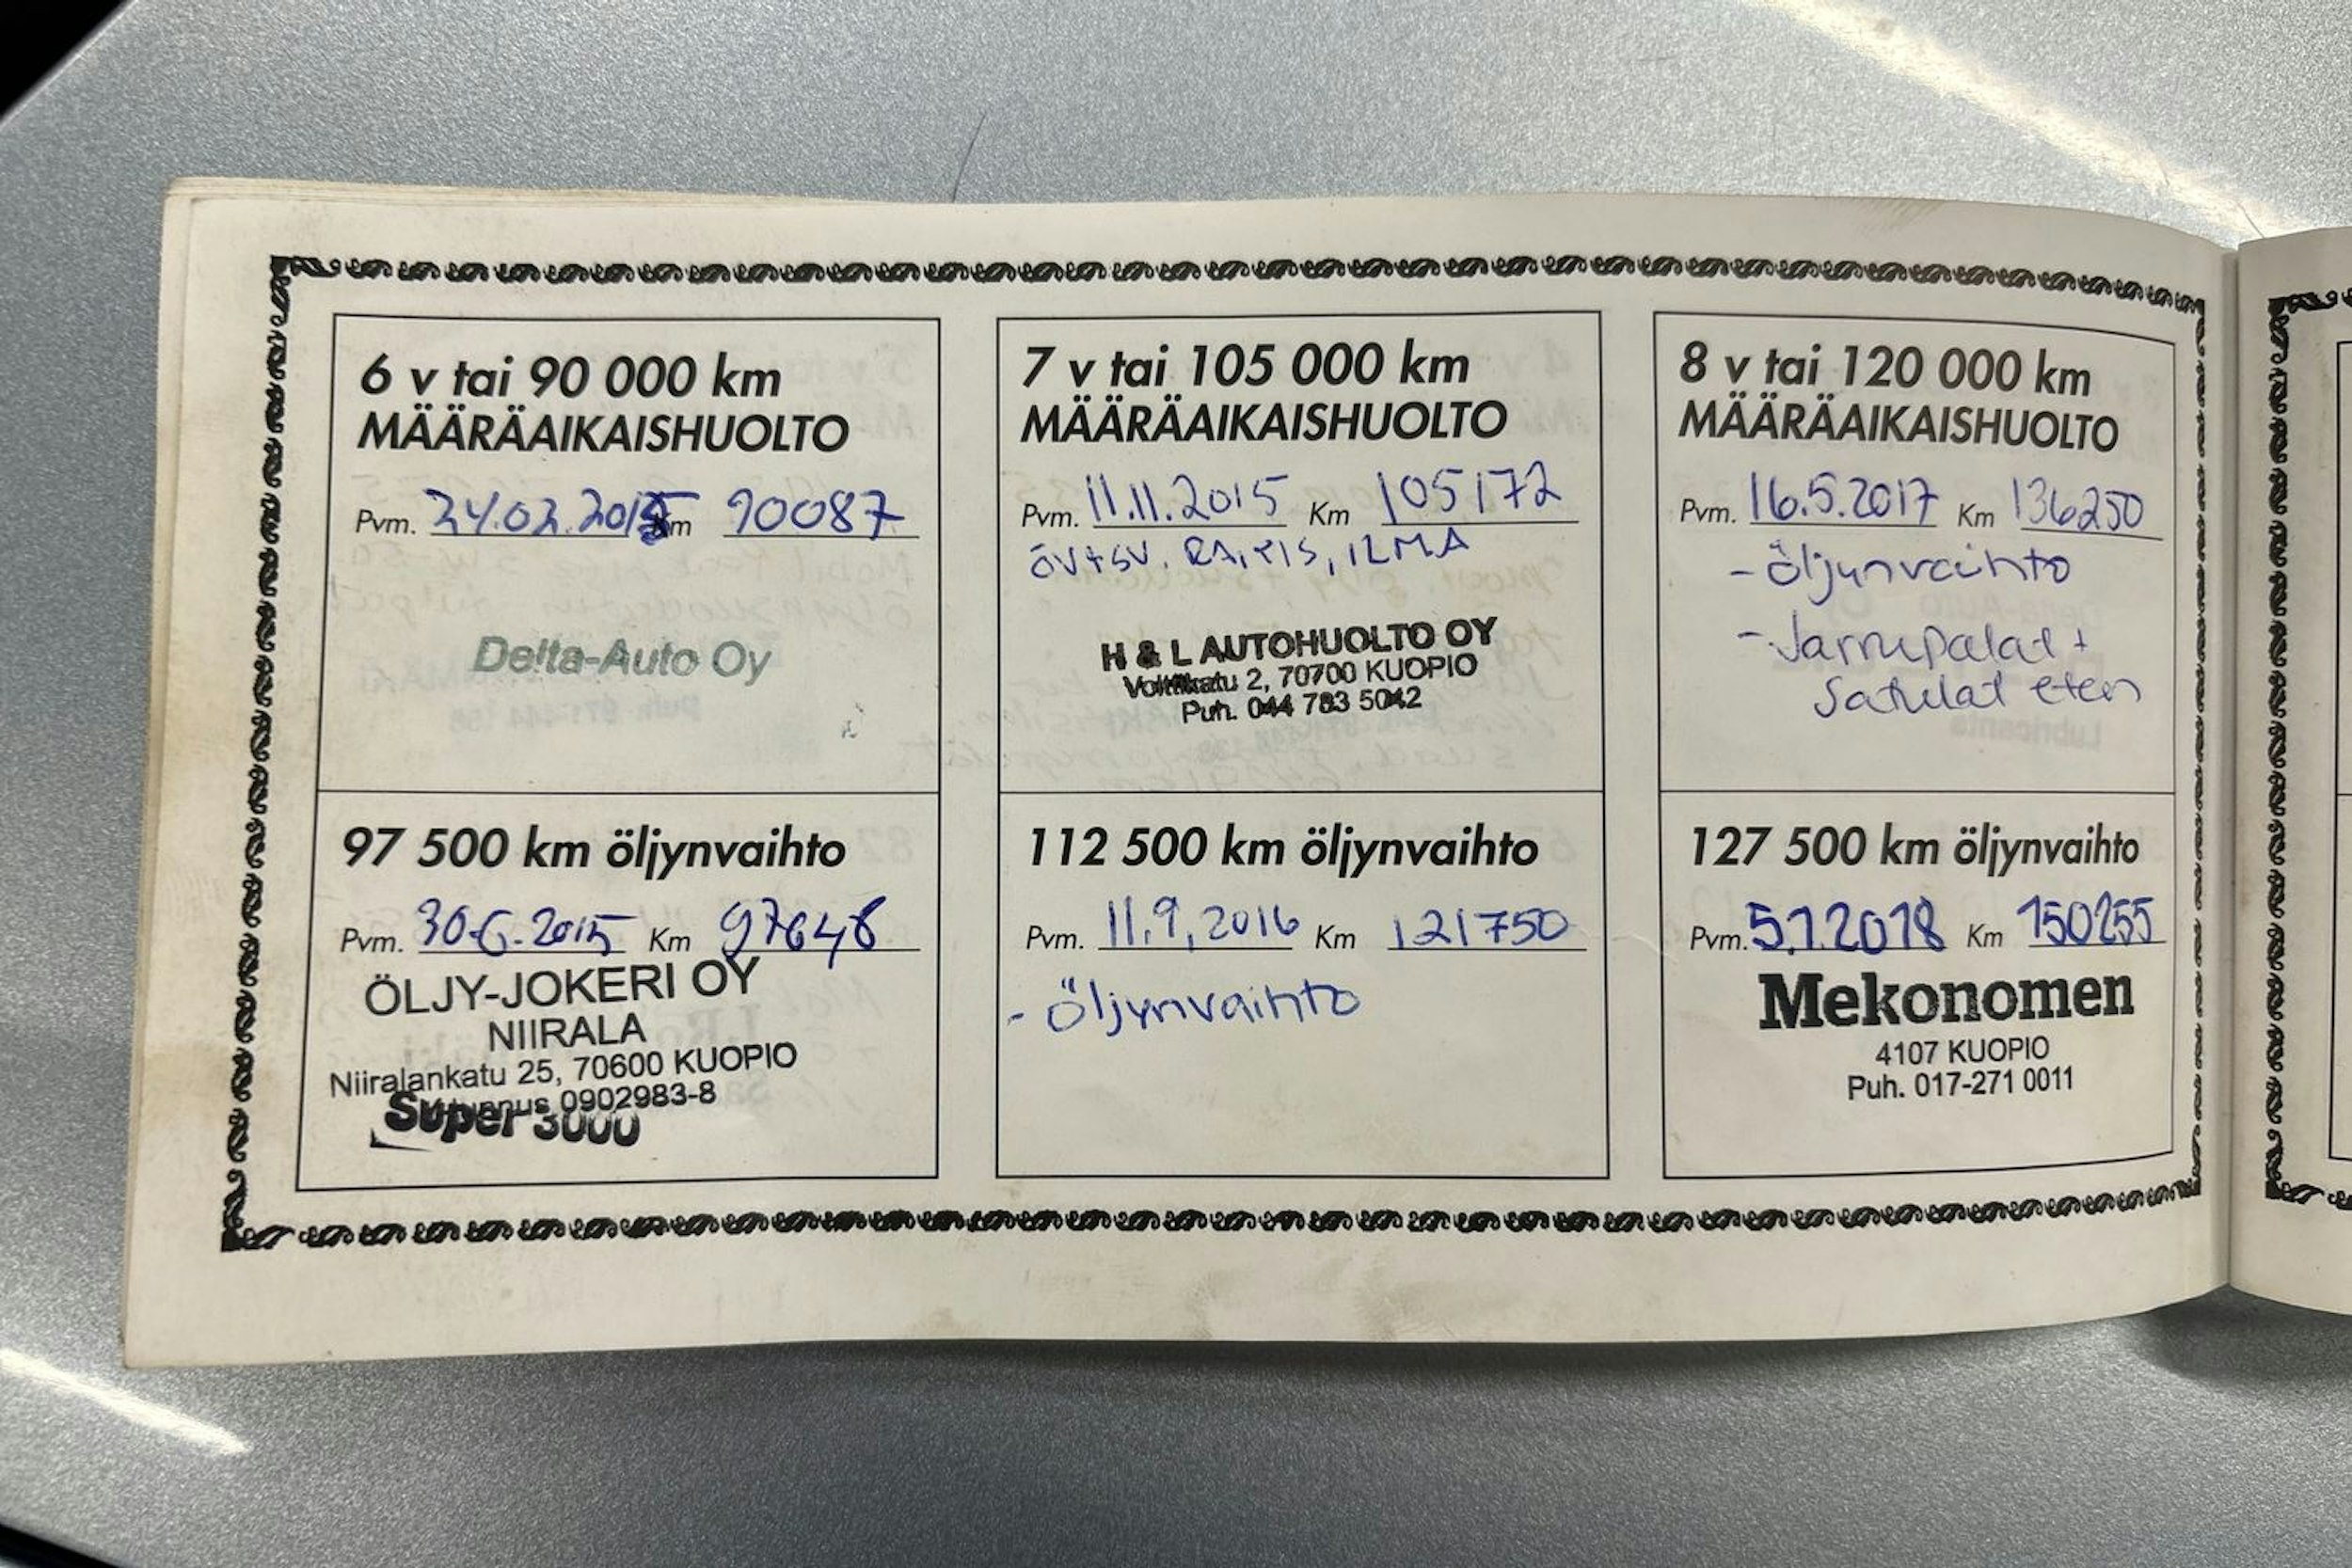 6 v tai 90 000 km
MÄÄRÄAIKAISHUOLTO
Pvm. 24.02.2015 Km 90087
Delta-Auto Oy
97 500 km öljynvaihto
Pvm. 30.6.2015 Km 97648
ÖLJY-JOKERI OY
NIIRALA
Niiralankatu 25, 70600 KUOPIO
0902983-8
Super 3000
7 v tai 105 000 km
MÄÄRÄAIKAISHUOLTO
Pvm. 11.11.2015 Km 105172
ÖV+SV. RAITIS, ILMA
H & L AUTOHUOLTO OY
Volttikatu 2, 70700 KUOPIO
Puh. 044 783 5042
112 500 km öljynvaihto
Pvm. 11.9.2016 Km 121750
- Öljynvaihto
8 v tai 120 000 km
MÄÄRÄAIKAISHUOLTO
Pvm. 16.5.2017 Km 136250
- Öljynvaihto
- Jarrupalat +
Satulat eteen
127 500 km öljynvaihto
Pvm. 5.1.2018 Km 150255
Mekonomen
4107 KUOPIO
Puh. 017-271 0011